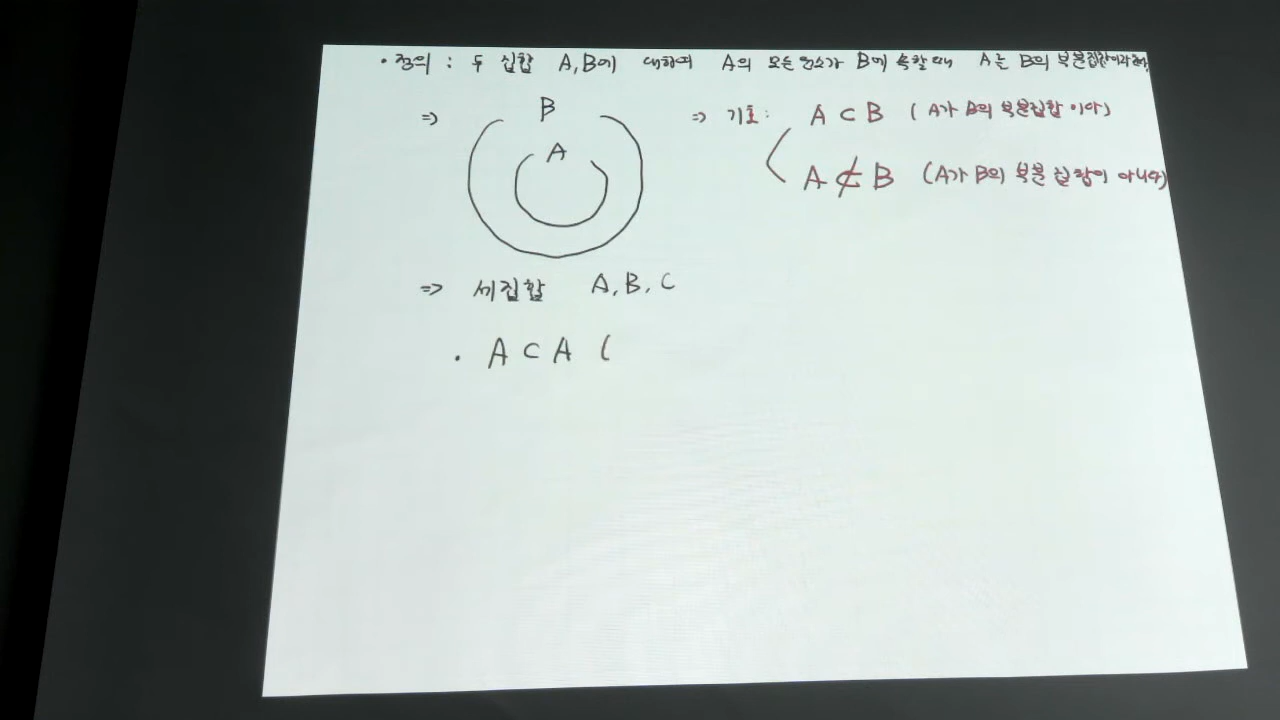 • 정의 : 두 집합 A, B에 대하여 A의 모든 원소가 B에 속할 때 A는 B의 부분집합이라 해.
⇒ B ⇒ 기호 : A ⊂ B ( A가 B의 부분집합 이다)
A
A ⊄ B (A가 B의 부분 집합이 아니다)
⇒ 세집합 A, B, C
• A ⊂ A (